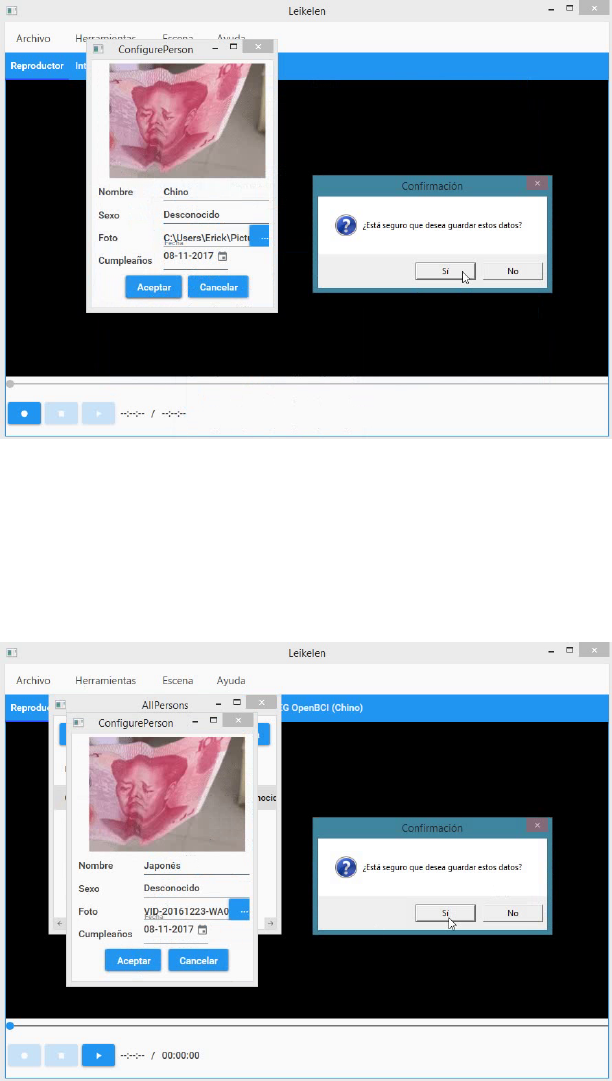 Leikelen
Archivo Herramientas Escena Ayuda
ConfigurePerson
Reproductor Int
Nombre Chino
Sexo Desconocido
Foto C:\Users\Erick\Pictu ...
Fecha
Cumpleaños 08-11-2017
Aceptar Cancelar
Confirmación
¿Está seguro que desea guardar estos datos?
Sí No
--:--:-- / --:--:--
Leikelen
Archivo Herramientas Escena Ayuda
Reproduc AllPersons EG OpenBCI (Chino)
ConfigurePerson
nocido
Nombre Japonés
Sexo Desconocido
Foto VID-20161223-WA0 ...
Fecha
Cumpleaños 08-11-2017
Aceptar Cancelar
Confirmación
¿Está seguro que desea guardar estos datos?
Sí No
--:--:-- / 00:00:00